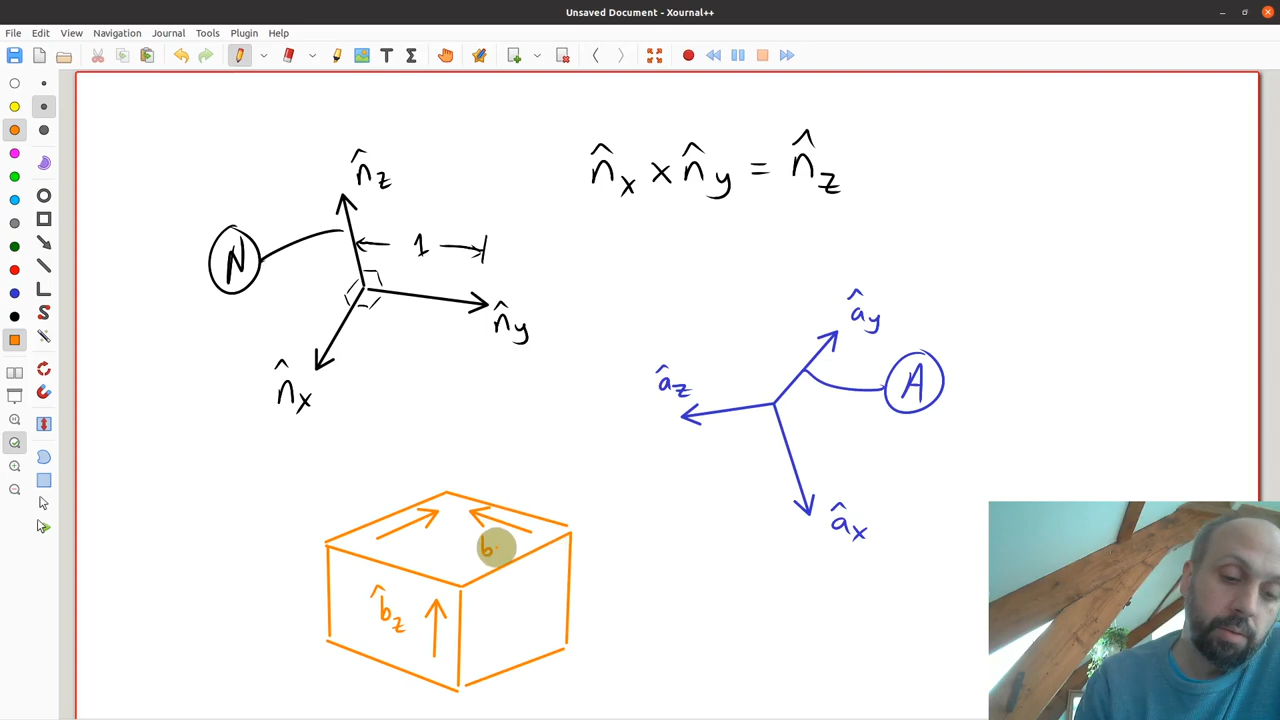 Unsaved Document - Xournal++
File Edit View Navigation Journal Tools Plugin Help
n̂z
n̂x × n̂y = n̂z
N
1
n̂y
n̂x
ây
âz
A
âx
b
b̂z